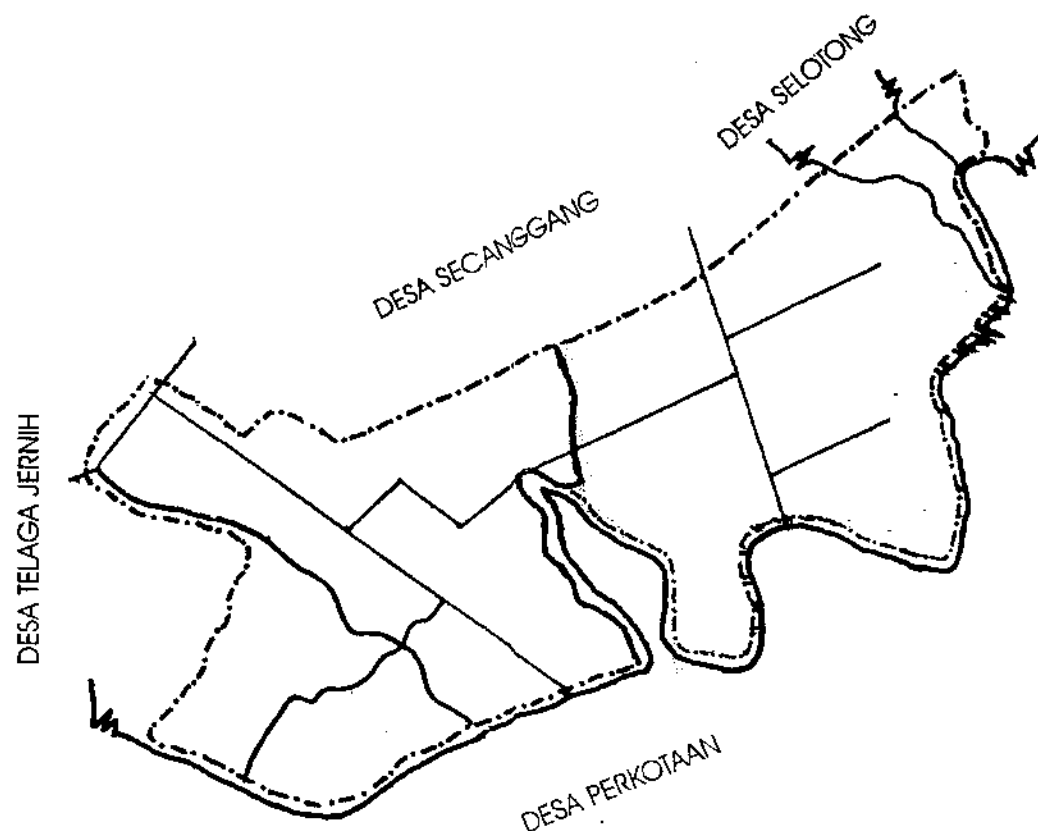 DESA SELOTONG
DESA SECANGGANG
DESA TELAGA JERNIH
DESA PERKOTAAN